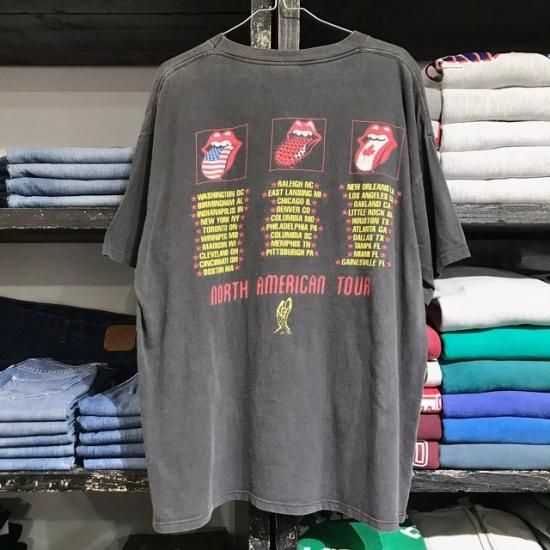 WASHINGTON DC
BIRMINGHAM AL
INDIANAPOLIS IN
NEW YORK NY
TORONTO ON
WINNIPEG MB
MADISON WI
CLEVELAND OH
CINCINATI OH
BOSTIN MA
RALEIGH NC
EAST LANSING MI
CHICAGO IL
DENVER CO
COLUMBIA MO
PHILADELPHIA PA
COLUMBIA SC
MEMPHIS TN
PITTSBURGH PA
NEW ORLEANS LA
LOS ANGELES CA
OAKLAND CA
LITTLE ROCK AR
HOUSTON TX
ATLANTA GA
DALLAS TX
TAMPA FL
MIAMI FL
GAINESVILLE FL
NORTH AMERICAN TOUR